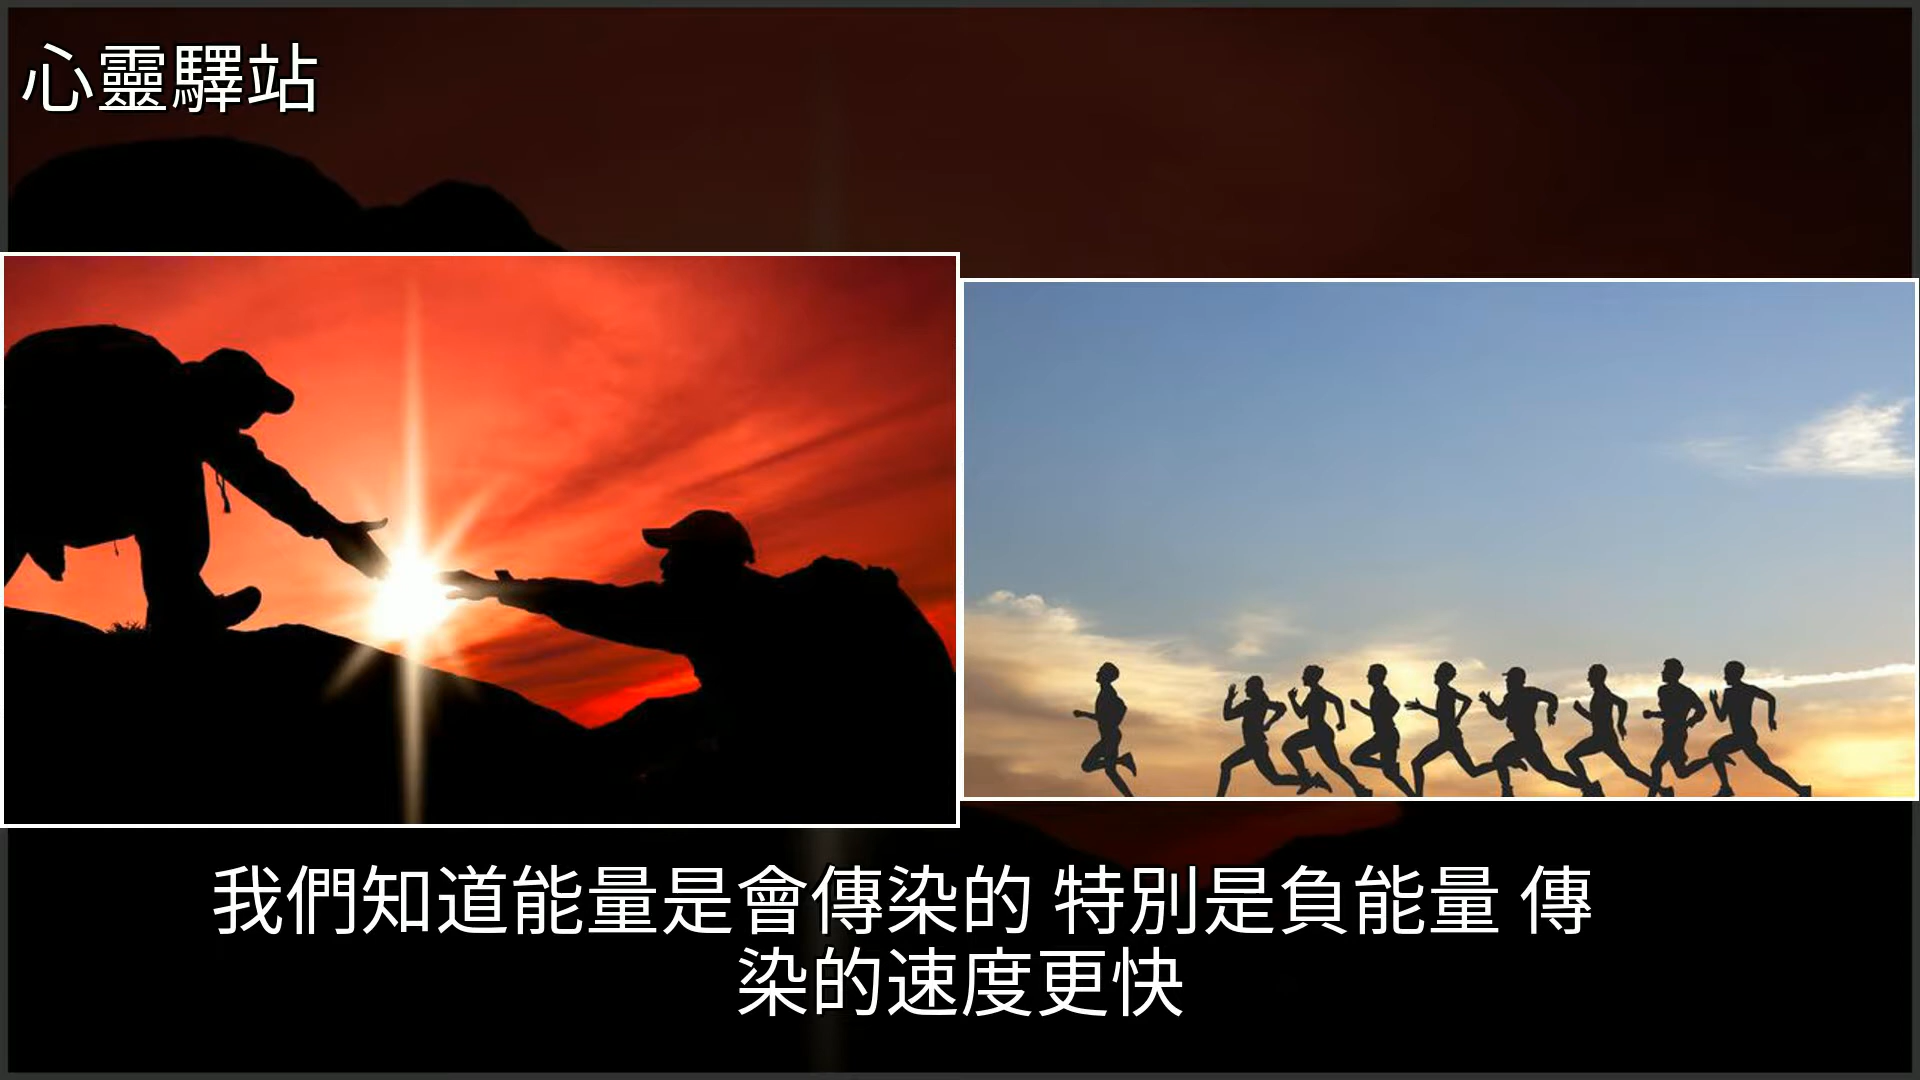 心靈驛站
我們知道能量是會傳染的 特別是負能量 傳
染的速度更快